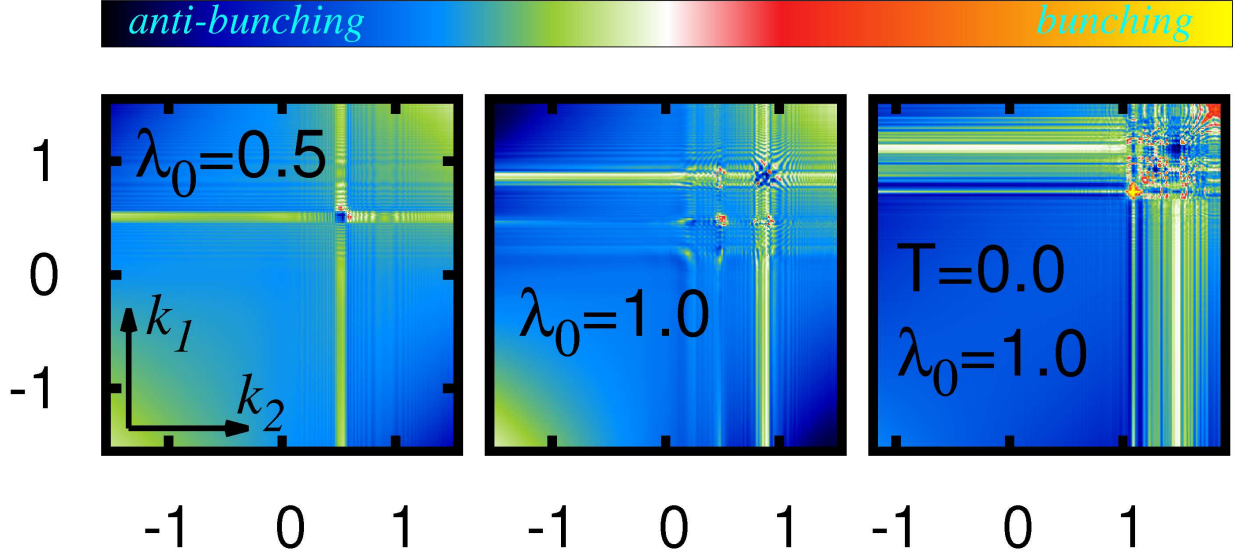 anti-bunching bunching
λ0=0.5
λ0=1.0
T=0.0
λ0=1.0
k1
k2
1
0
-1
-1 0 1 -1 0 1 -1 0 1